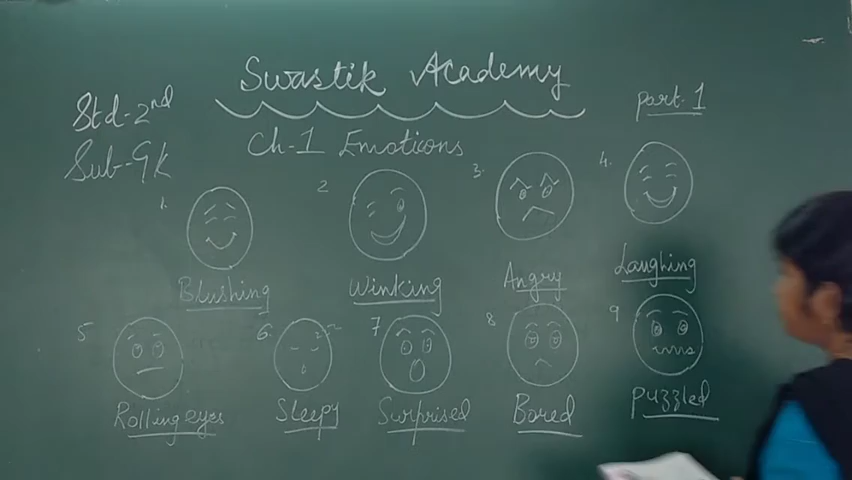 Swastik Academy
Std-2nd
part-1
Sub-Gk
Ch-1 Emoticons
1. 2 3. 4.
Blushing Winking Angry Laughing
5 6. 7 8 9
Rolling eyes Sleepy Surprised Bored Puzzled